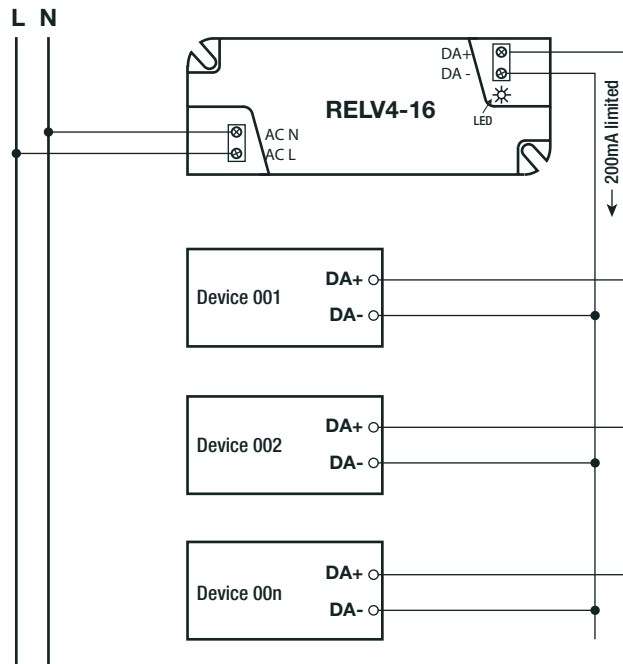 L N
DA+
DA -
RELV4-16
LED
AC N
AC L
200mA limited
Device 001
DA+
DA-
Device 002
DA+
DA-
Device 00n
DA+
DA-